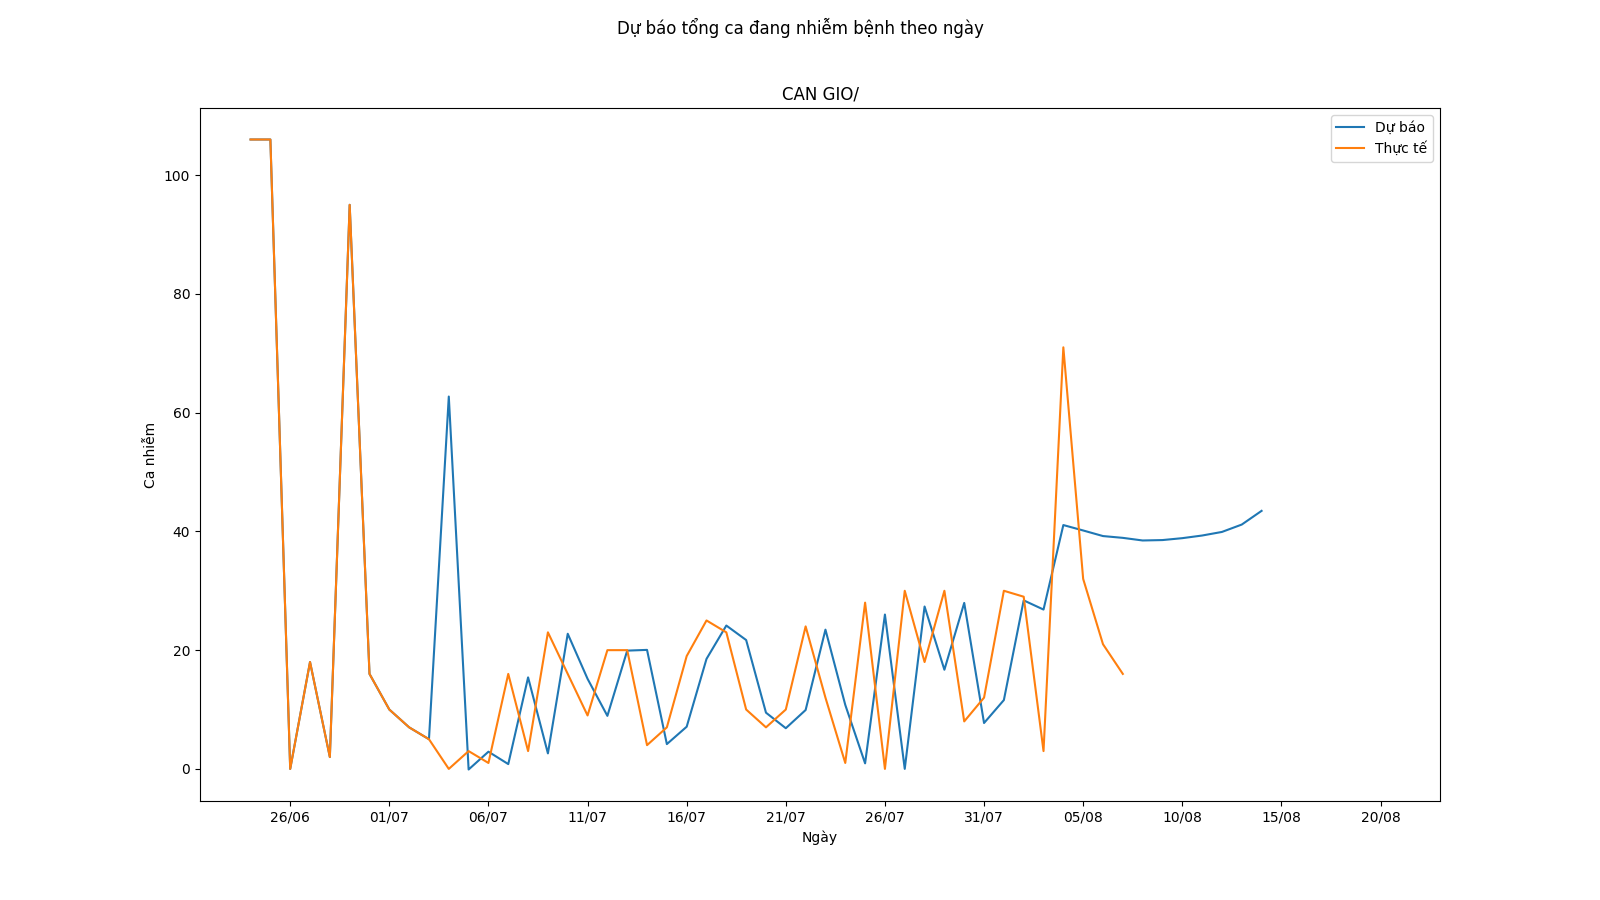 Dự báo tổng ca đang nhiễm bệnh theo ngày
CAN GIO/
Dự báo
Thực tế
100
80
60
40
20
0
Ca nhiễm
26/06 01/07 06/07 11/07 16/07 21/07 26/07 31/07 05/08 10/08 15/08 20/08
Ngày